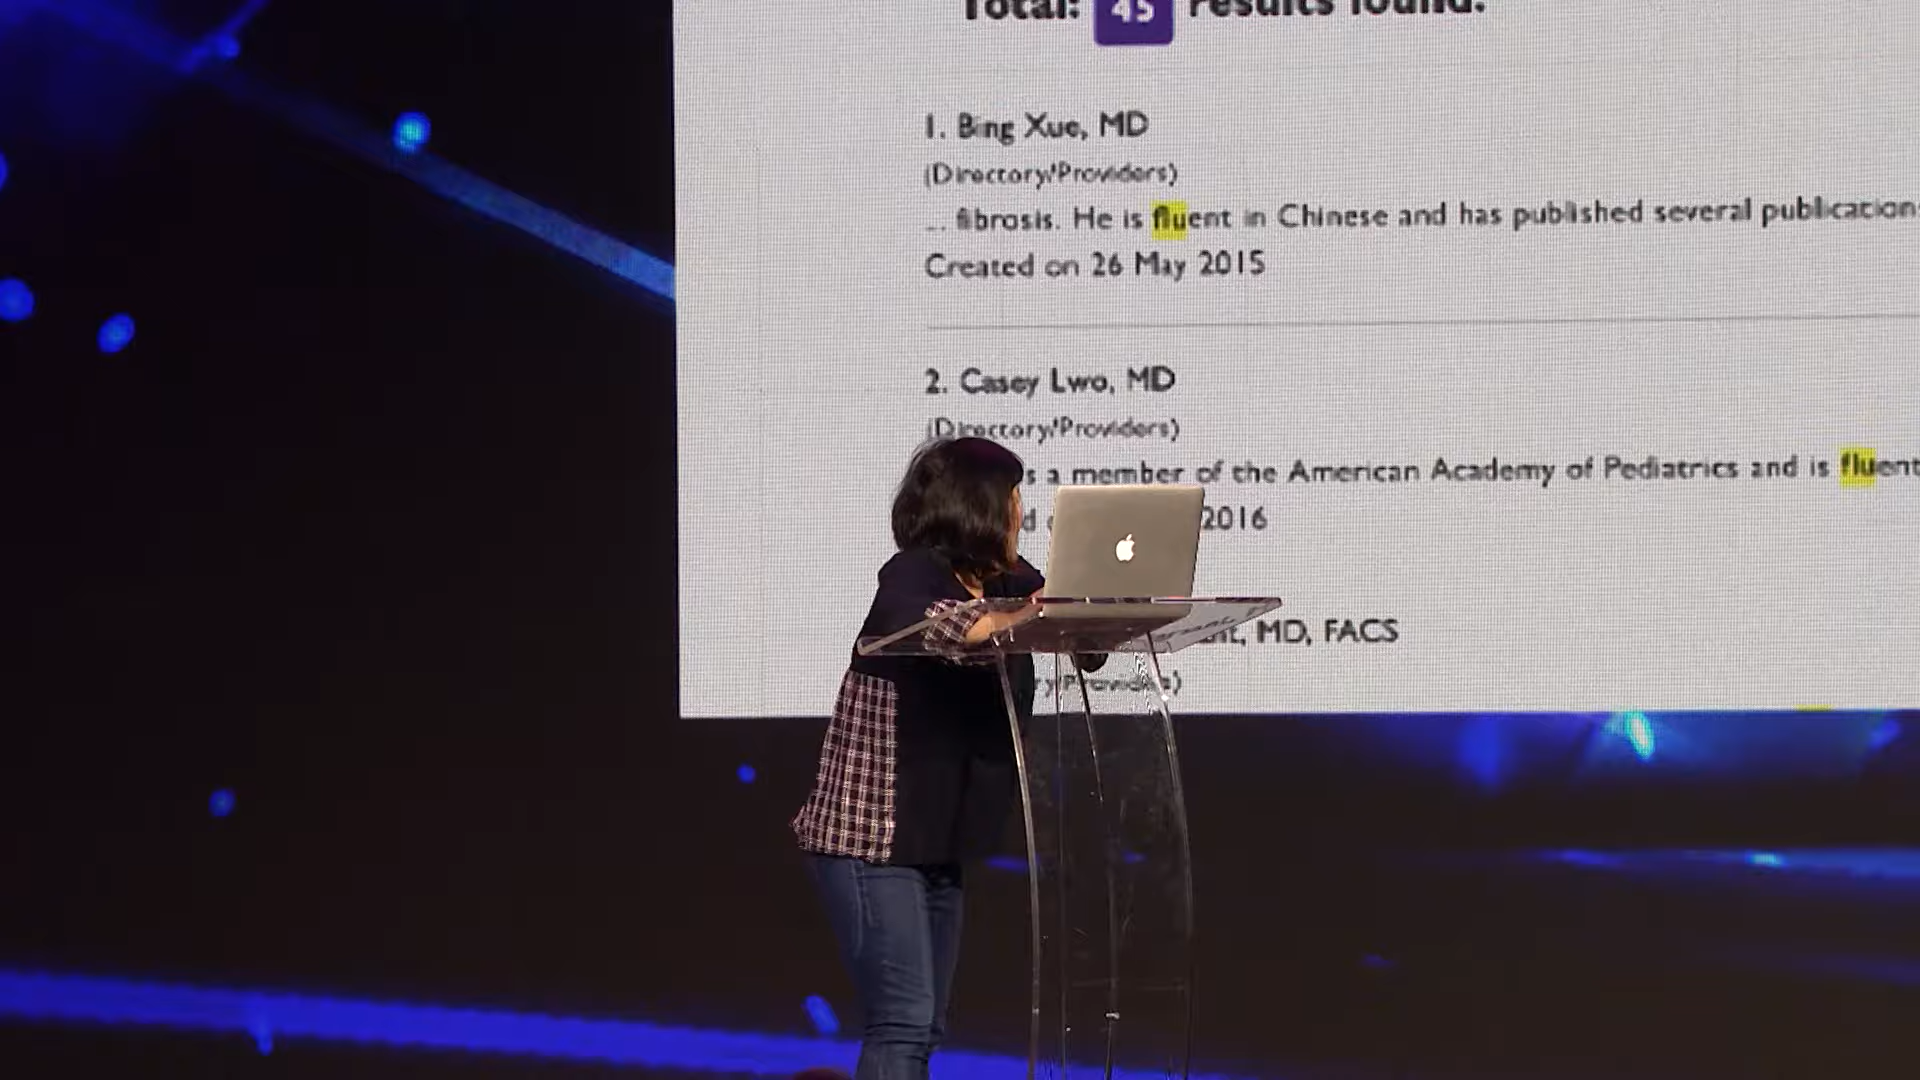 Total: 45 results found.
1. Bing Xue, MD
(Directory/Providers)
... fibrosis. He is fluent in Chinese and has published several publication
Created on 26 May 2015
2. Casey Lwo, MD
(Directory/Providers)
s a member of the American Academy of Pediatrics and is fluent
2016
MD, FACS